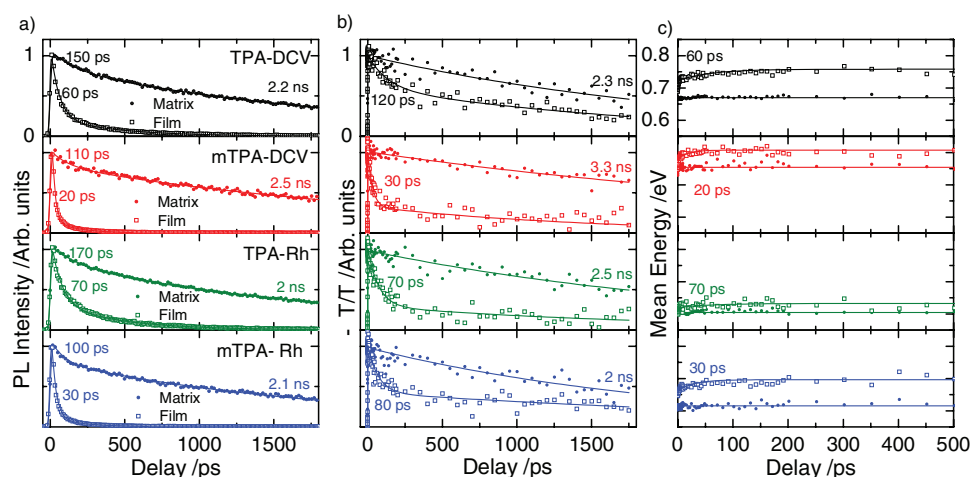 a)
PL Intensity /Arb. units
1
0
TPA-DCV
150 ps
60 ps
2.2 ns
Matrix
Film
mTPA-DCV
110 ps
20 ps
2.5 ns
Matrix
Film
TPA-Rh
170 ps
70 ps
2 ns
Matrix
Film
mTPA- Rh
100 ps
30 ps
2.1 ns
Matrix
Film
0 500 1000 1500
Delay /ps
b)
- T/T /Arb. units
1
0
2.3 ns
120 ps
3.3 ns
30 ps
2.5 ns
70 ps
2 ns
80 ps
0 250 500 750 1000 1250 1500
Delay /ps
c)
Mean Energy /eV
0.8
0.7
0.6
60 ps
20 ps
70 ps
30 ps
0 100 200 300 400 500
Delay /ps